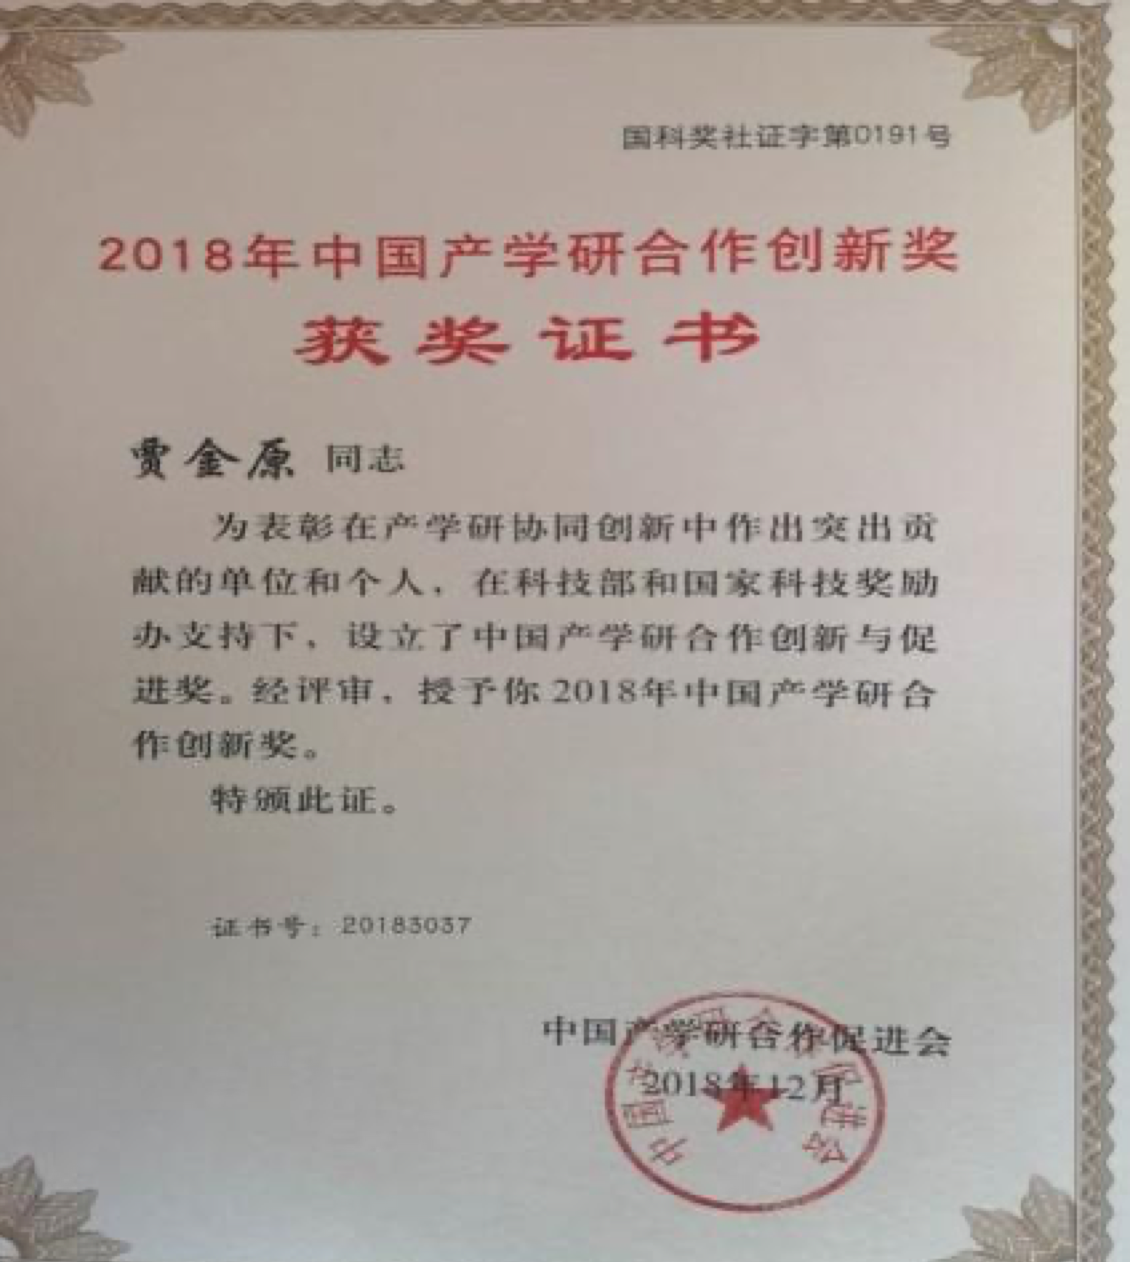 国科奖社证字第0191号
2018年中国产学研合作创新奖
获奖证书
贾金原 同志
为表彰在产学研协同创新中作出突出贡
献的单位和个人，在科技部和国家科技奖励
办支持下，设立了中国产学研合作创新与促
进奖。经评审，授予你2018年中国产学研合
作创新奖。
特颁此证。
证书号：20183037
中国产学研合作促进会
2018年12月
中国产学研合作促进会